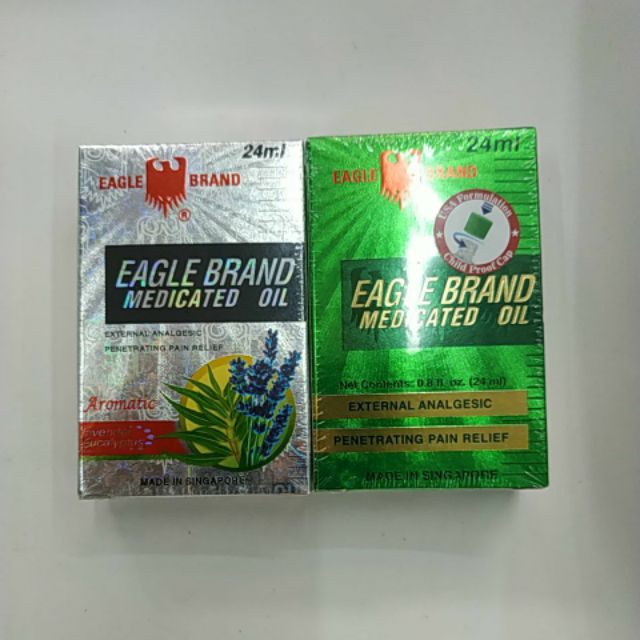 24ml
EAGLE BRAND
®
EAGLE BRAND
MEDICATED OIL
EXTERNAL ANALGESIC
PENETRATING PAIN RELIEF
Aromatic
Lavender
Eucalyptus
MADE IN SINGAPORE
24ml
EAGLE BRAND
USA Formulation
Child Proof Cap
EAGLE BRAND
MEDICATED OIL
Net Contents: 0.8 fl. oz. (24 ml)
EXTERNAL ANALGESIC
PENETRATING PAIN RELIEF
MADE IN SINGAPORE